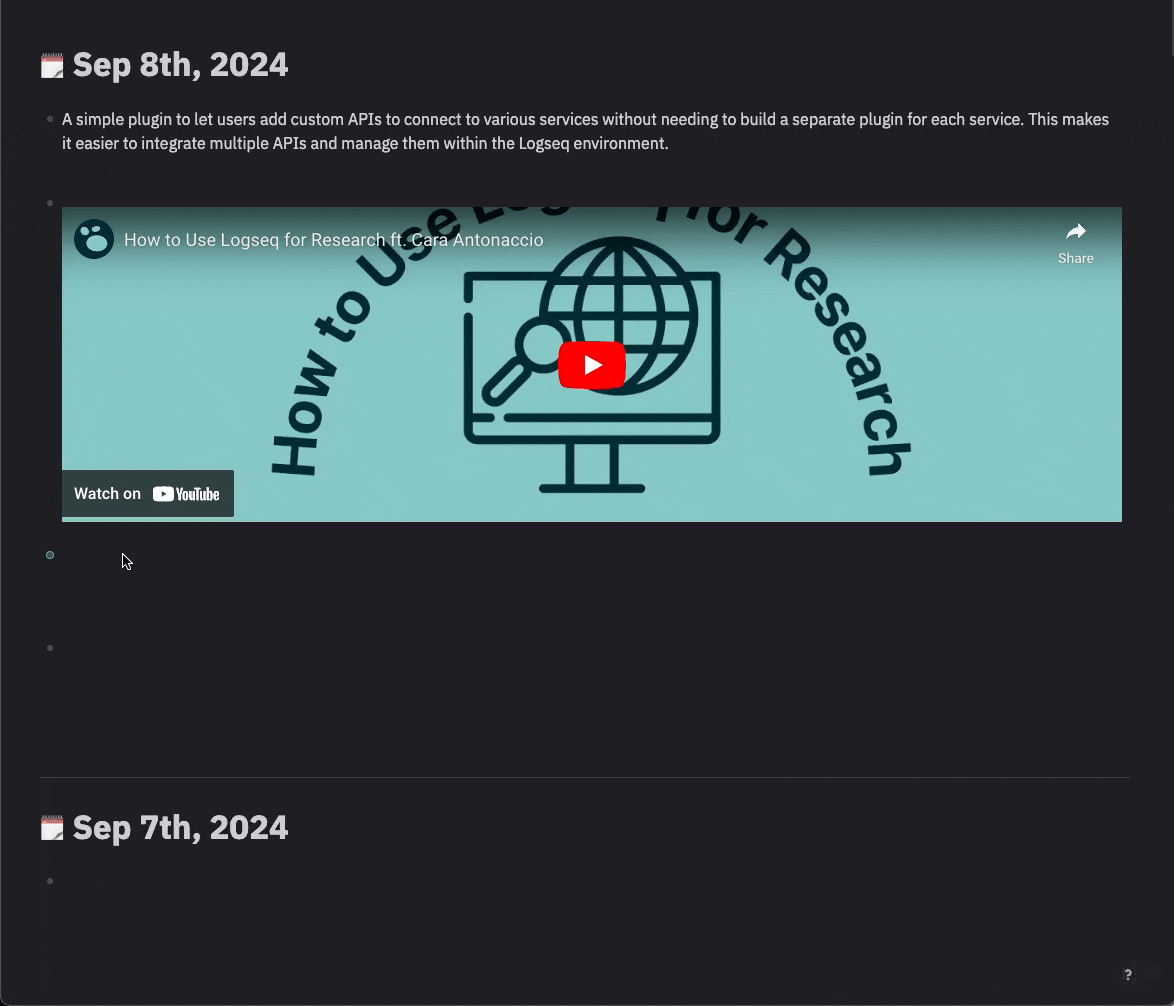 Sep 8th, 2024
A simple plugin to let users add custom APIs to connect to various services without needing to build a separate plugin for each service. This makes
it easier to integrate multiple APIs and manage them within the Logseq environment.
How to Use Logseq for Research ft. Cara Antonaccio
Share
How to Use for Research
Watch on YouTube
Sep 7th, 2024
?